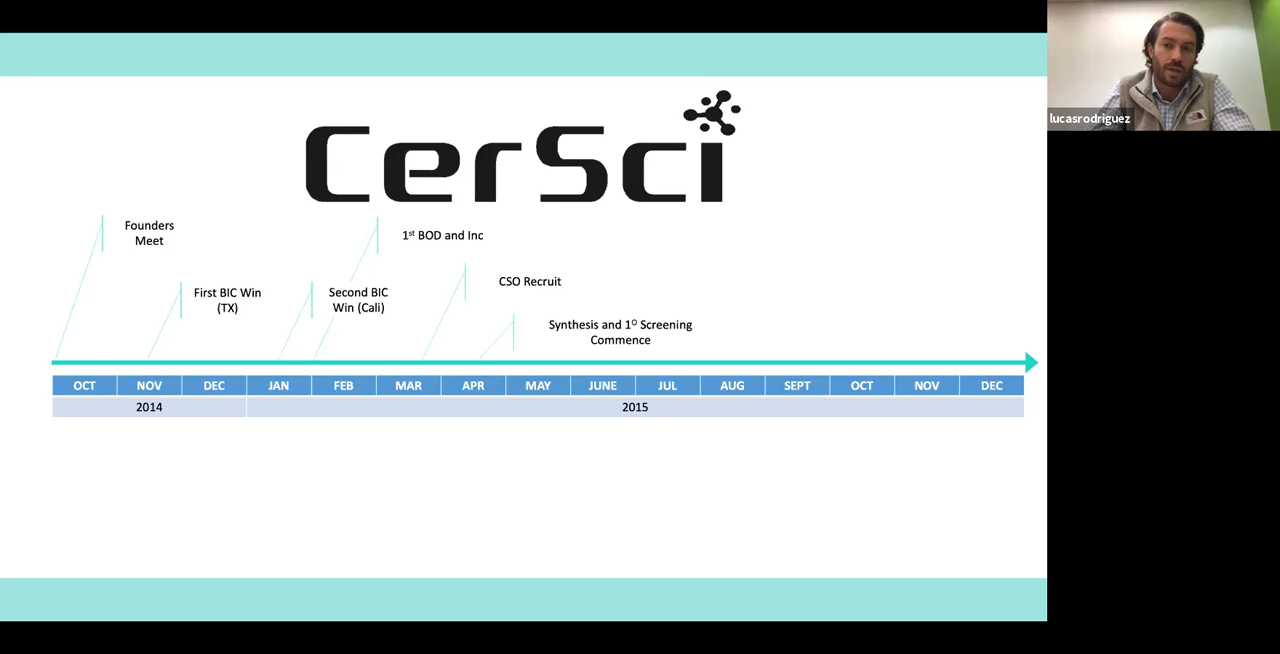 CerSci
lucasrodriguez
Founders
Meet
1st BOD and Inc
First BIC Win
(TX)
Second BIC
Win (Cali)
CSO Recruit
Synthesis and 1º Screening
Commence
OCT NOV DEC JAN FEB MAR APR MAY JUNE JUL AUG SEPT OCT NOV DEC
2014 2015